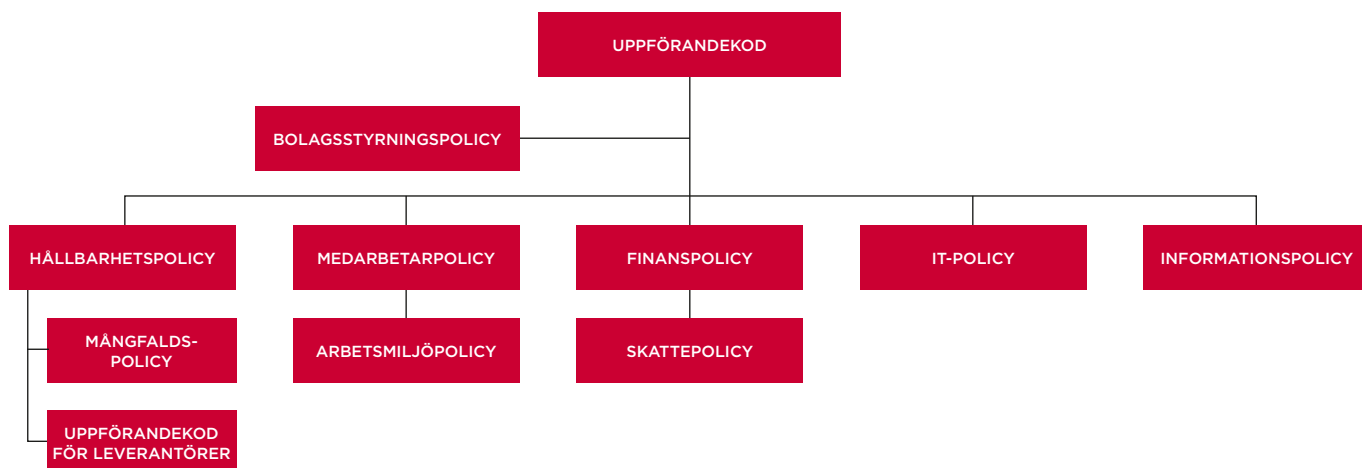 UPPFÖRANDEKOD
BOLAGSSTYRNINGSPOLICY
HÅLLBARHETSPOLICY
MEDARBETARPOLICY
FINANSPOLICY
IT-POLICY
INFORMATIONSPOLICY
MÅNGFALDS-
POLICY
ARBETSMILJÖPOLICY
SKATTEPOLICY
UPPFÖRANDEKOD
FÖR LEVERANTÖRER